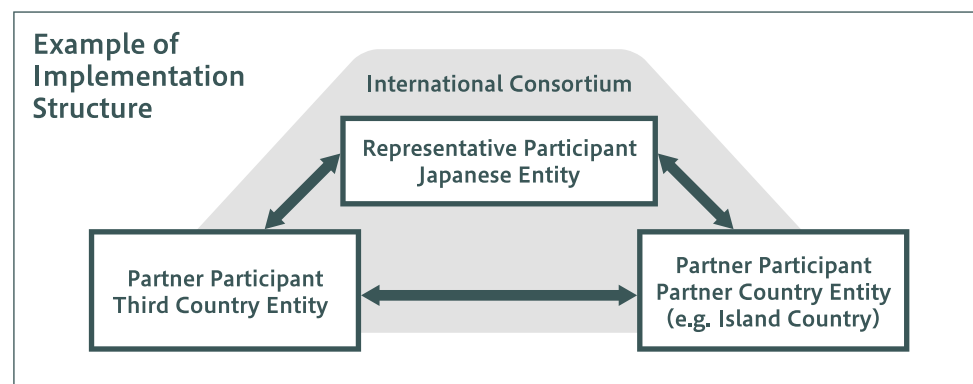 Example of
Implementation
Structure
International Consortium
Representative Participant
Japanese Entity
Partner Participant
Third Country Entity
Partner Participant
Partner Country Entity
(e.g. Island Country)